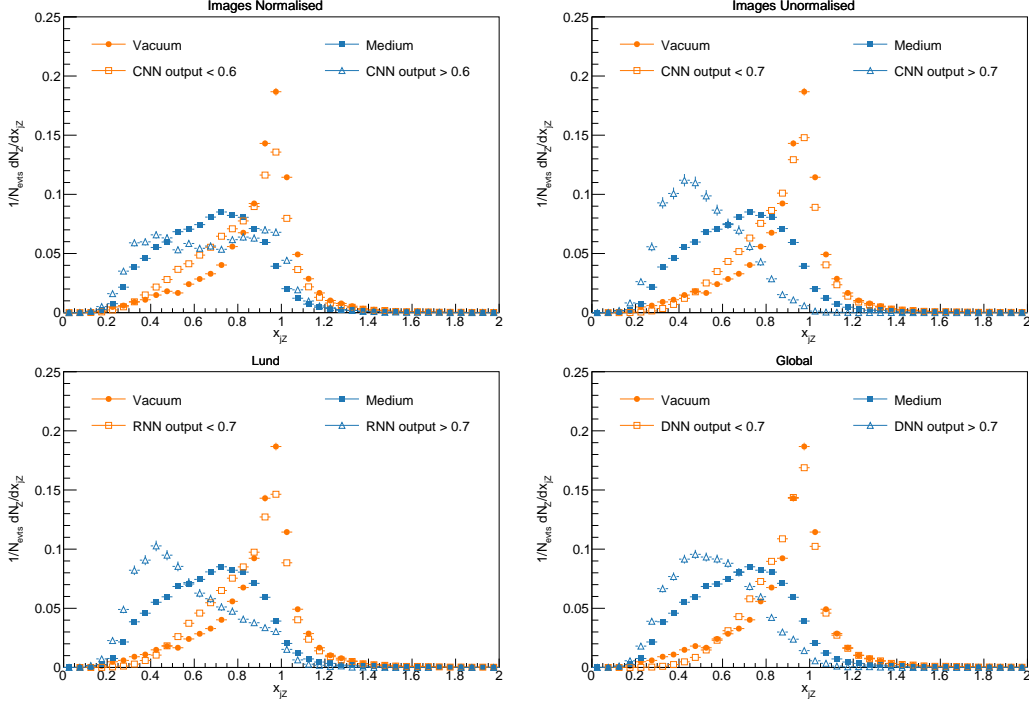 Images Normalised
0.25
0.2
0.15
0.1
0.05
0
1/N_evts dN_Z/dx_jZ
Vacuum
Medium
CNN output < 0.6
CNN output > 0.6
0 0.2 0.4 0.6 0.8 1 1.2 1.4 1.6 1.8 2
x_jZ
Images Unnormalised
0.25
0.2
0.15
0.1
0.05
0
1/N_evts dN_Z/dx_jZ
Vacuum
Medium
CNN output < 0.7
CNN output > 0.7
0 0.2 0.4 0.6 0.8 1 1.2 1.4 1.6 1.8 2
x_jZ
Lund
0.25
0.2
0.15
0.1
0.05
0
1/N_evts dN_Z/dx_jZ
Vacuum
Medium
RNN output < 0.7
RNN output > 0.7
0 0.2 0.4 0.6 0.8 1 1.2 1.4 1.6 1.8 2
x_jZ
Global
0.25
0.2
0.15
0.1
0.05
0
1/N_evts dN_Z/dx_jZ
Vacuum
Medium
DNN output < 0.7
DNN output > 0.7
0 0.2 0.4 0.6 0.8 1 1.2 1.4 1.6 1.8 2
x_jZ